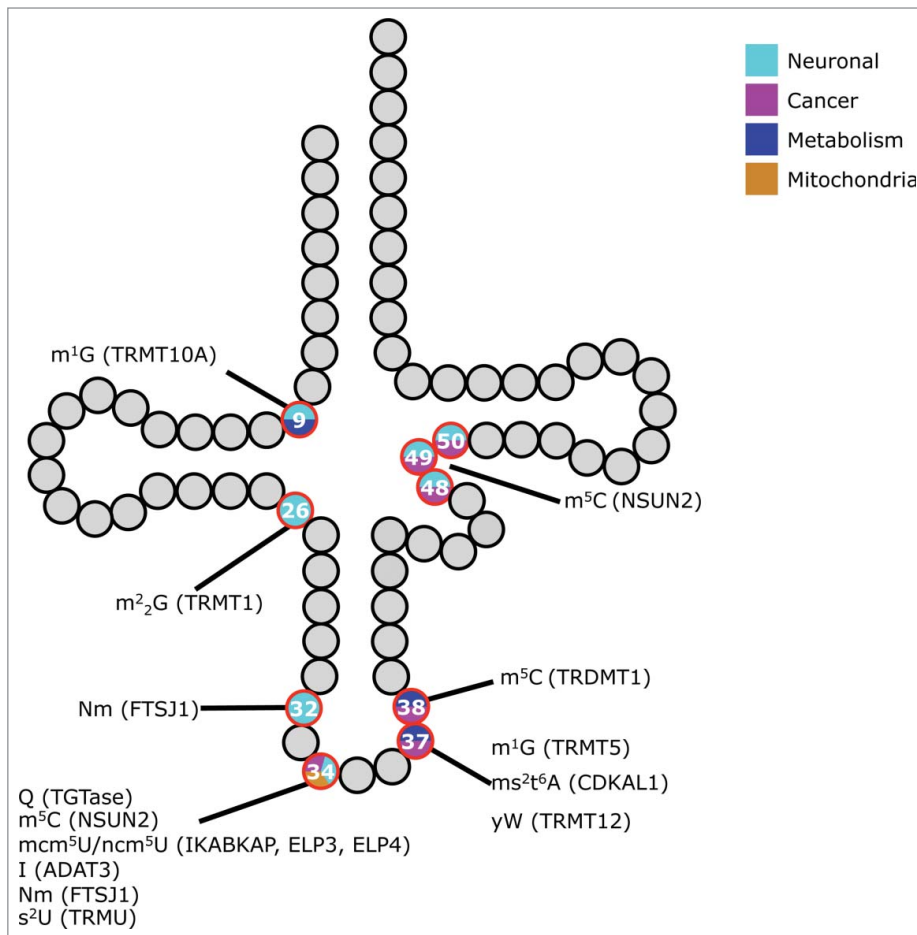 Neuronal
Cancer
Metabolism
Mitochondria
m¹G (TRMT10A)
9
50
49
48
m⁵C (NSUN2)
26
m²₂G (TRMT1)
m⁵C (TRDMT1)
Nm (FTSJ1)
32
38
37
m¹G (TRMT5)
34
ms²t⁶A (CDKAL1)
Q (TGTase)
m⁵C (NSUN2)
yW (TRMT12)
mcm⁵U/ncm⁵U (IKABKAP, ELP3, ELP4)
I (ADAT3)
Nm (FTSJ1)
s²U (TRMU)